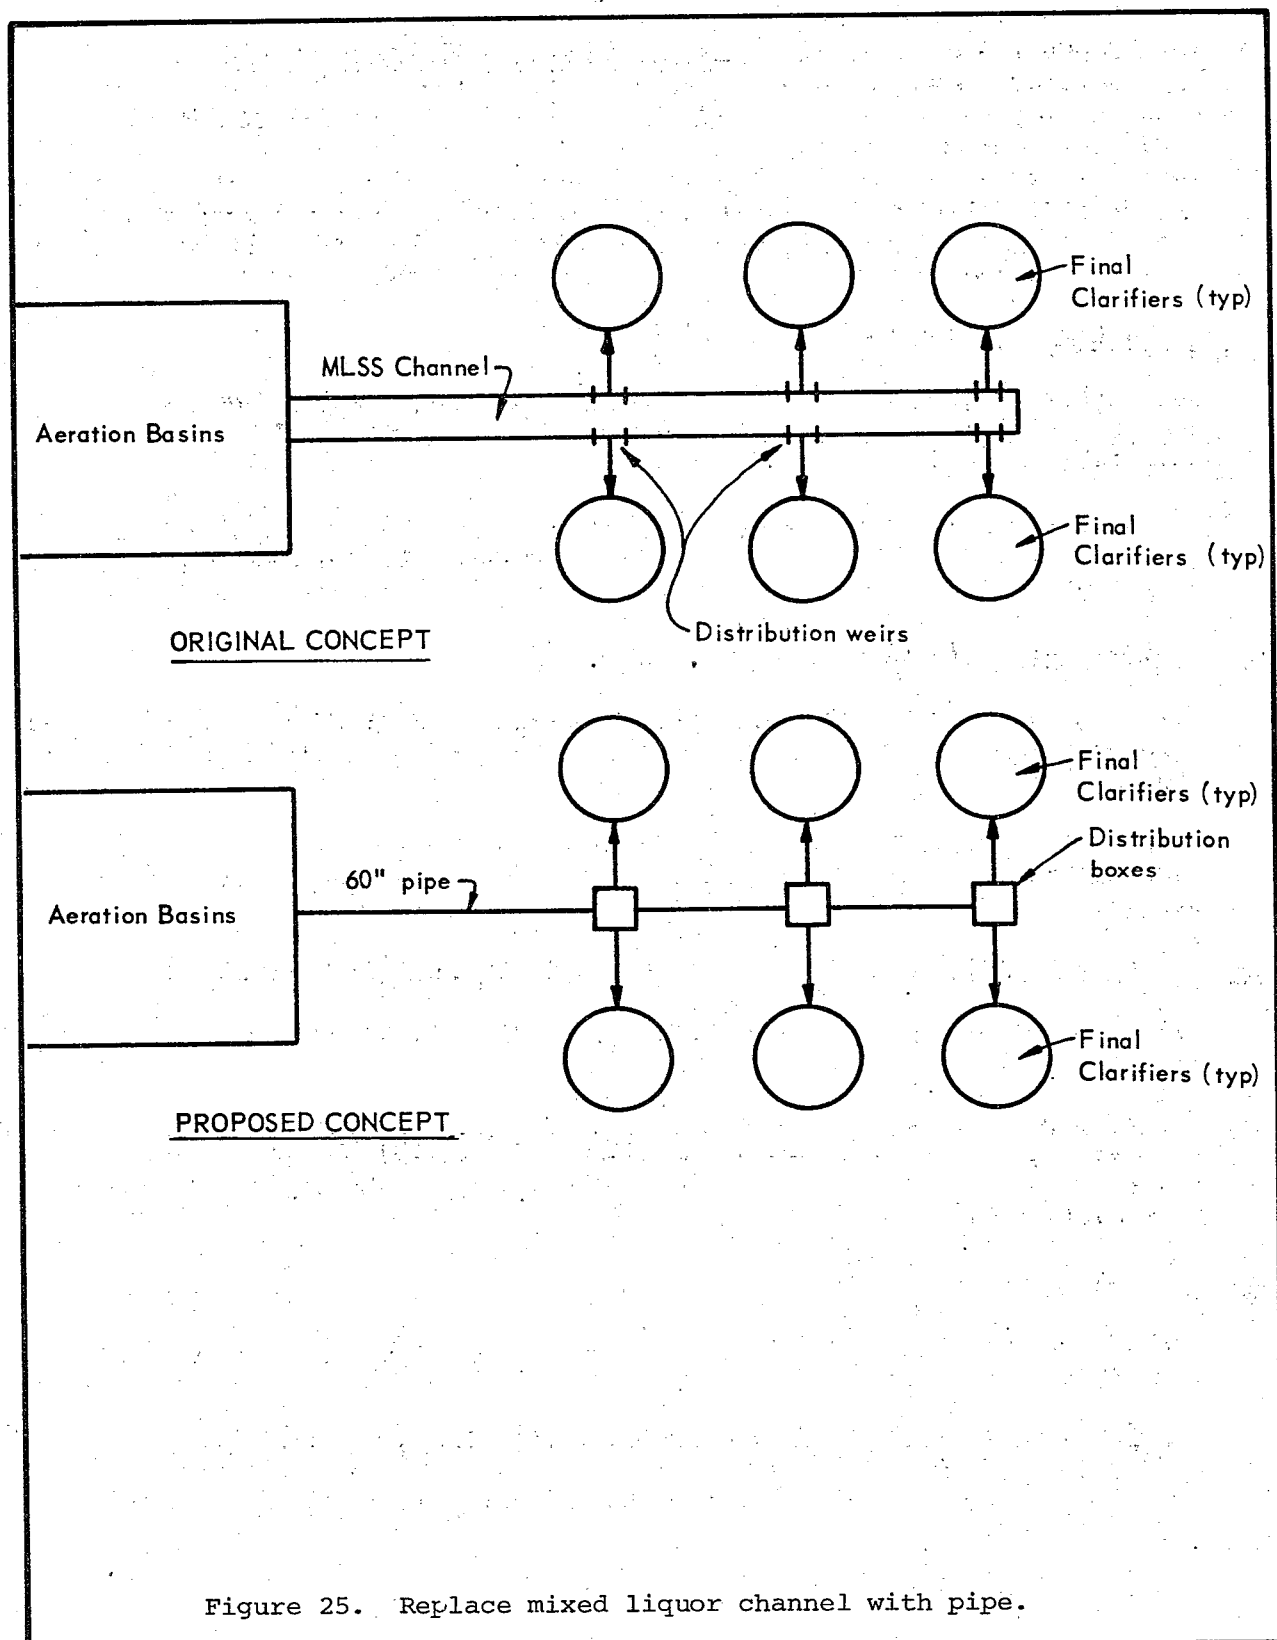 Final
Clarifiers (typ)
MLSS Channel
Aeration Basins
Final
Clarifiers (typ)
Distribution weirs
ORIGINAL CONCEPT
Final
Clarifiers (typ)
Distribution
boxes
60" pipe
Aeration Basins
Final
Clarifiers (typ)
PROPOSED CONCEPT
Figure 25. Replace mixed liquor channel with pipe.